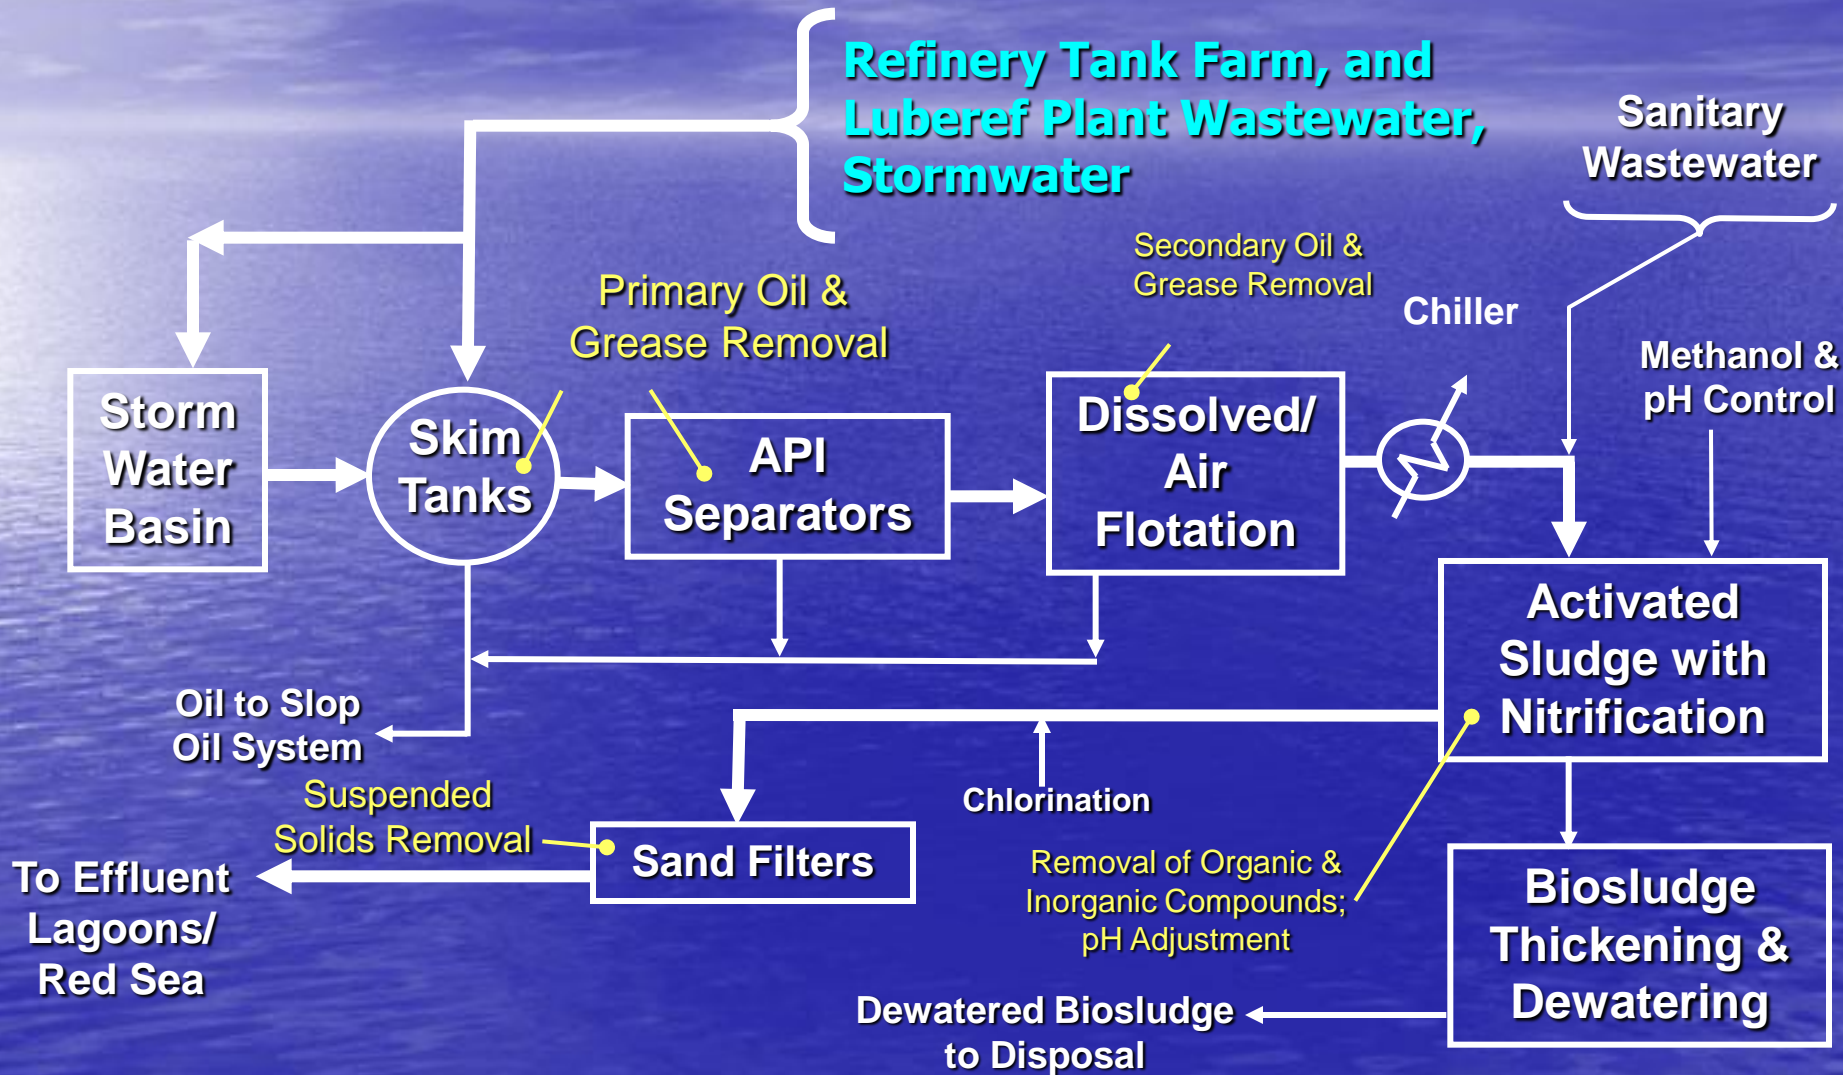 Refinery Tank Farm, and
Luberef Plant Wastewater,
Stormwater
Sanitary
Wastewater
Secondary Oil &
Grease Removal
Primary Oil &
Grease Removal
Chiller
Methanol &
pH Control
Storm
Water
Basin
Skim
Tanks
API
Separators
Dissolved/
Air
Flotation
Activated
Sludge with
Nitrification
Oil to Slop
Oil System
Suspended
Solids Removal
Chlorination
Sand Filters
To Effluent
Lagoons/
Red Sea
Removal of Organic &
Inorganic Compounds;
pH Adjustment
Biosludge
Thickening &
Dewatering
Dewatered Biosludge
to Disposal